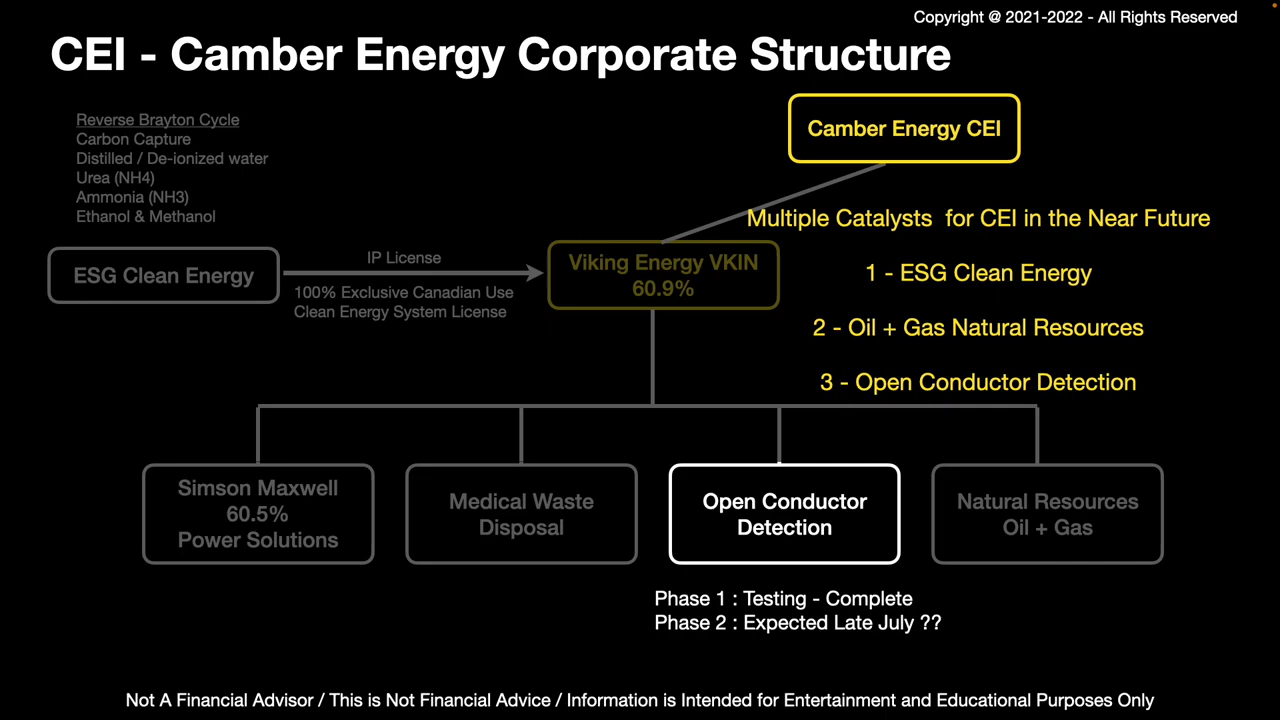 Copyright @ 2021-2022 - All Rights Reserved
CEI - Camber Energy Corporate Structure
Reverse Brayton Cycle
Carbon Capture
Distilled / De-ionized water
Urea (NH4)
Ammonia (NH3)
Ethanol & Methanol
Camber Energy CEI
Multiple Catalysts for CEI in the Near Future
1 - ESG Clean Energy
2 - Oil + Gas Natural Resources
3 - Open Conductor Detection
ESG Clean Energy
IP License
100% Exclusive Canadian Use
Clean Energy System License
Viking Energy VKIN
60.9%
Simson Maxwell
60.5%
Power Solutions
Medical Waste
Disposal
Open Conductor
Detection
Natural Resources
Oil + Gas
Phase 1 : Testing - Complete
Phase 2 : Expected Late July ??
Not A Financial Advisor / This is Not Financial Advice / Information is Intended for Entertainment and Educational Purposes Only